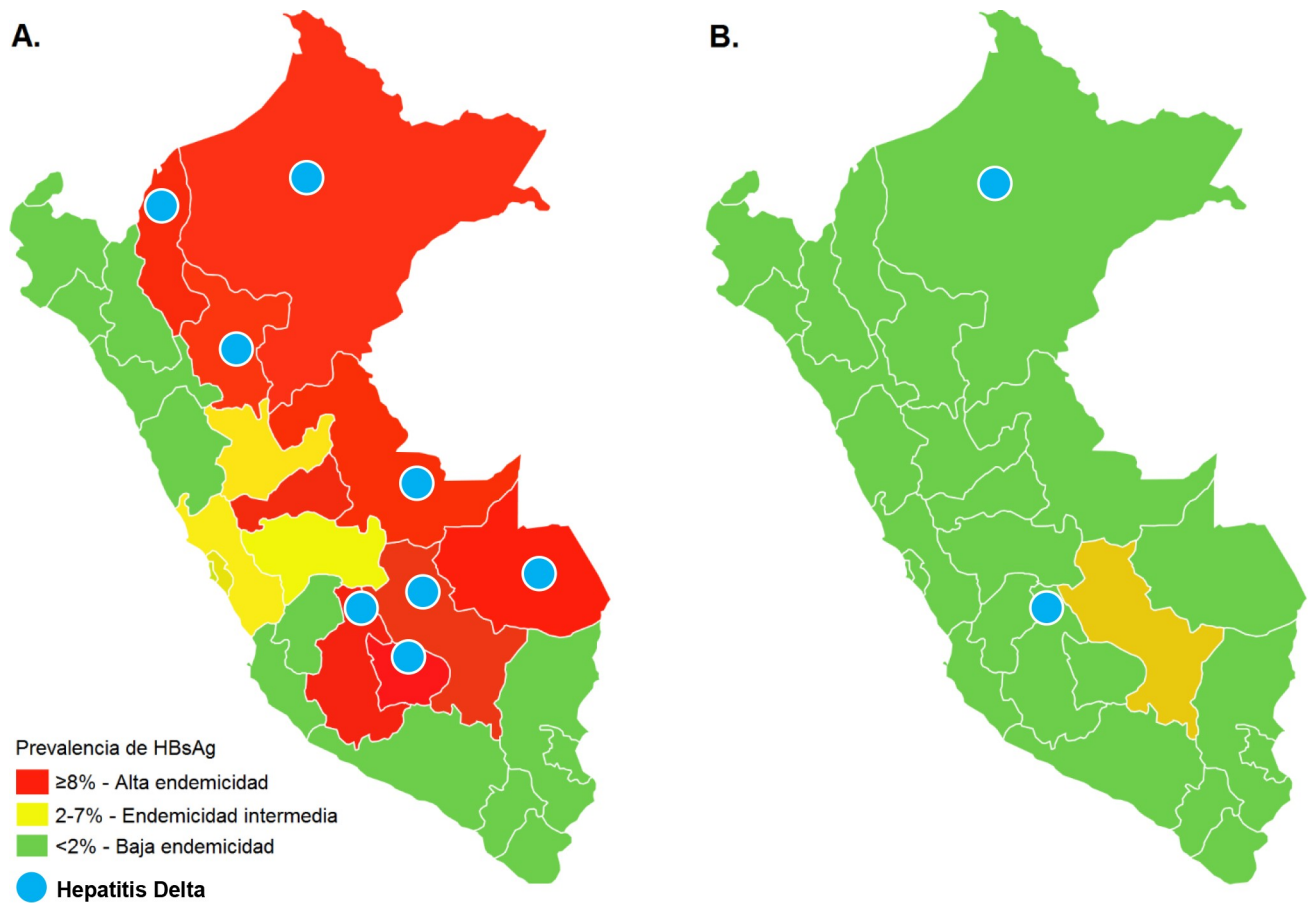 A.
B.
Prevalencia de HBsAg
≥8% - Alta endemicidad
2-7% - Endemicidad intermedia
<2% - Baja endemicidad
Hepatitis Delta